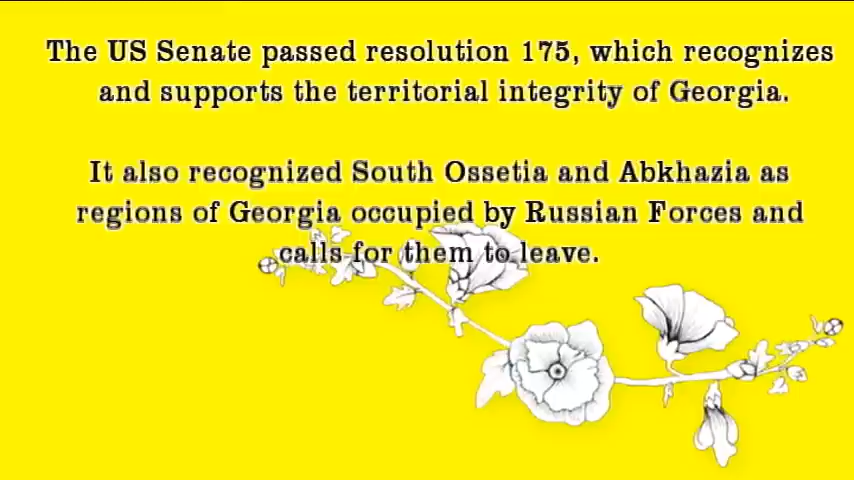 The US Senate passed resolution 175, which recognizes
and supports the territorial integrity of Georgia.
It also recognized South Ossetia and Abkhazia as
regions of Georgia occupied by Russian Forces and
calls for them to leave.